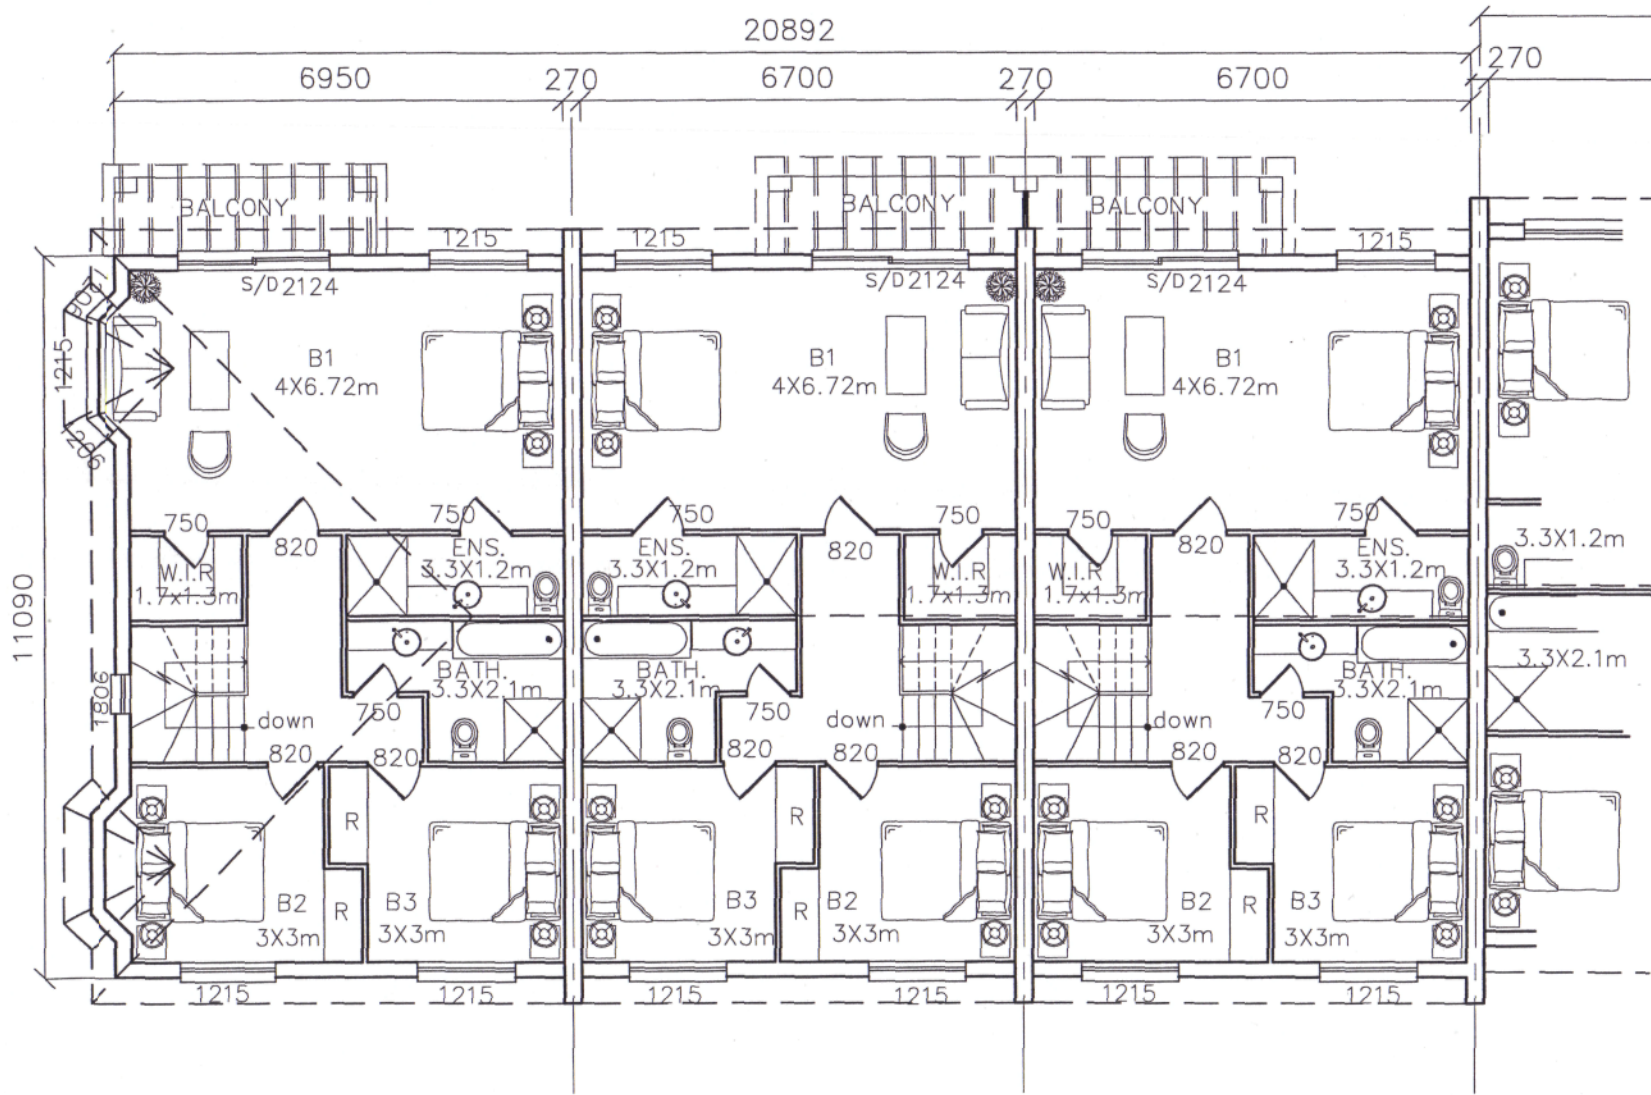 20892
270
6950
270
6700
270
6700
BALCONY
BALCONY
BALCONY
1215
1215
1215
S/D2124
S/D2124
S/D2124
1215
B1
4X6.72m
B1
4X6.72m
B1
4X6.72m
750
750
750
750
750
750
820
820
820
ENS.
3.3X1.2m
ENS.
3.3X1.2m
ENS.
3.3X1.2m
3.3X1.2m
W.I.R
1.7x1.3m
W.I.R
1.7x1.3m
W.I.R
1.7x1.3m
11090
BATH.
3.3X2.1m
BATH.
3.3X2.1m
BATH.
3.3X2.1m
3.3X2.1m
1806
down
750
750
down
down
750
820
820
820
820
820
820
R
R
R
B2
3X3m
R
B3
3X3m
B3
3X3m
R
B2
3X3m
B2
3X3m
R
B3
3X3m
1215
1215
1215
1215
1215
1215